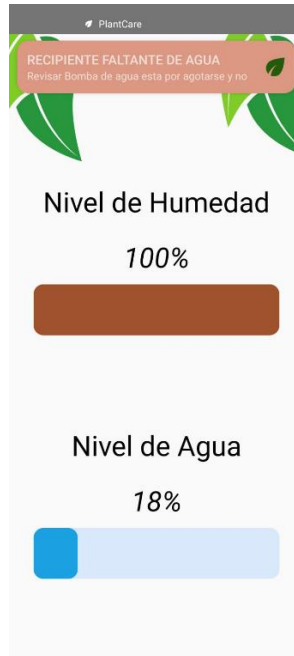 PlantCare
RECIPIENTE FALTANTE DE AGUA
Revisar Bomba de agua esta por agotarse y no
Nivel de Humedad
100%
Nivel de Agua
18%